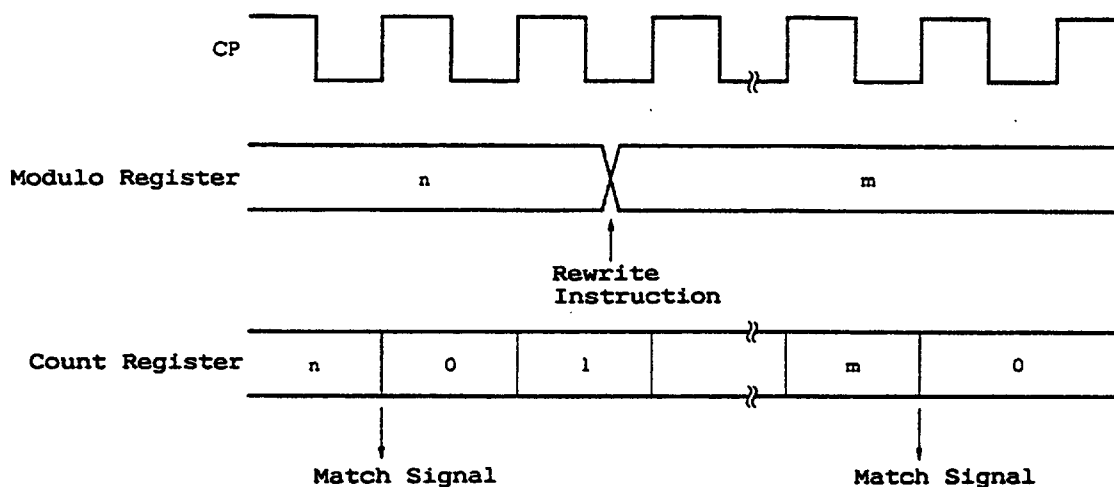 CP
Modulo Register
n
m
Rewrite
Instruction
Count Register
n
0
1
m
0
Match Signal
Match Signal